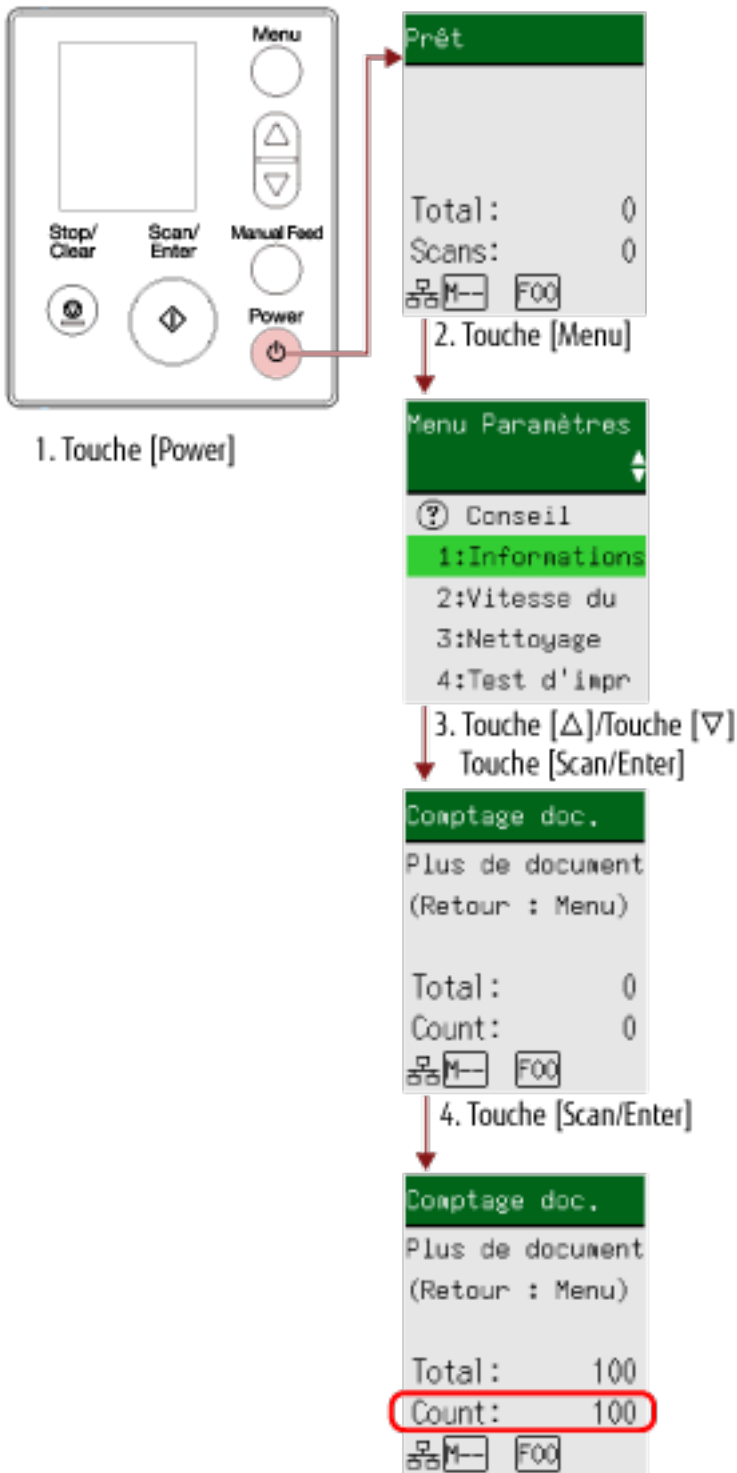 Menu
Stop/
Clear
Scan/
Enter
Manual Feed
Power
1. Touche [Power]
Prêt
Total: 0
Scans: 0
M-- F00
2. Touche [Menu]
Menu Paramètres
? Conseil
1:Informations
2:Vitesse du
3:Nettoyage
4:Test d'impr
3. Touche [△]/Touche [▽]
Touche [Scan/Enter]
Comptage doc.
Plus de document
(Retour : Menu)
Total: 0
Count: 0
M-- F00
4. Touche [Scan/Enter]
Comptage doc.
Plus de document
(Retour : Menu)
Total: 100
Count: 100
M-- F00